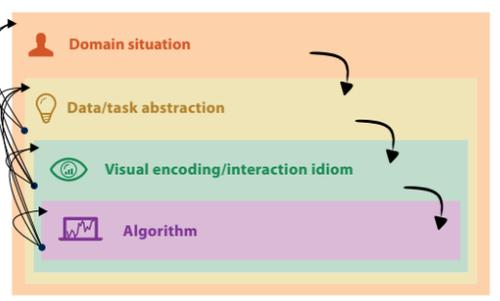 Domain situation
Data/task abstraction
Visual encoding/interaction idiom
Algorithm